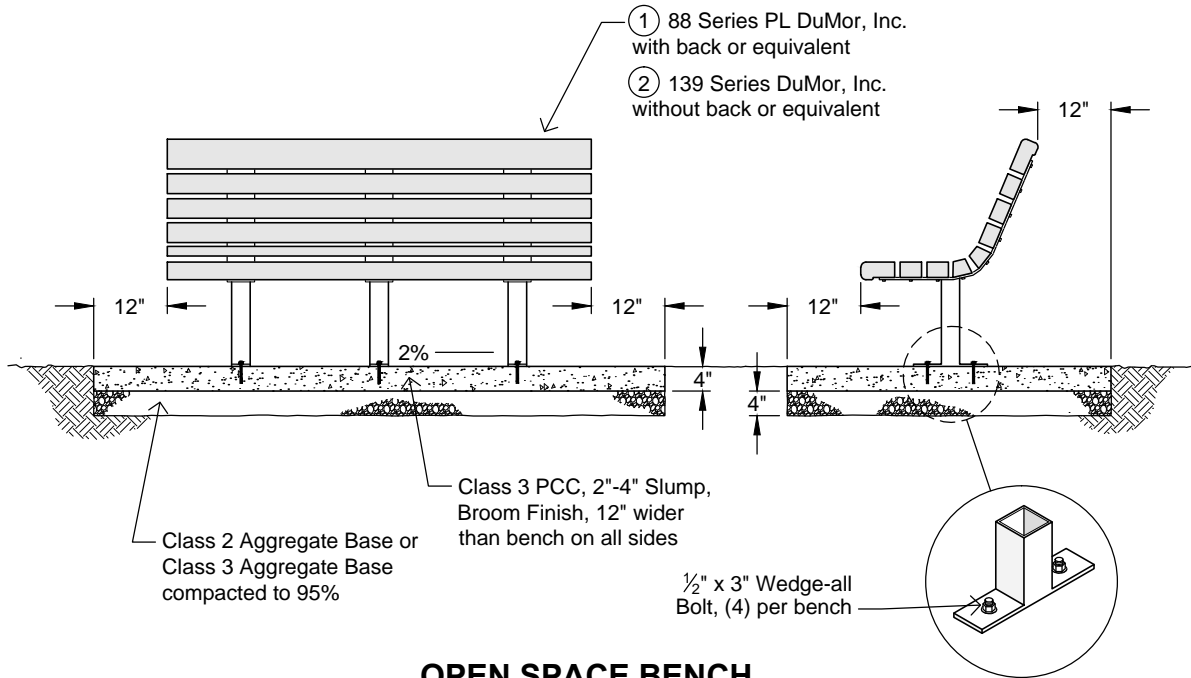 ① 88 Series PL DuMor, Inc.
with back or equivalent
② 139 Series DuMor, Inc.
without back or equivalent
12"
12"
12"
12"
12"
2%
4"
4"
Class 3 PCC, 2"-4" Slump,
Broom Finish, 12" wider
than bench on all sides
Class 2 Aggregate Base or
Class 3 Aggregate Base
compacted to 95%
½" x 3" Wedge-all
Bolt, (4) per bench
OPEN SPACE BENCH